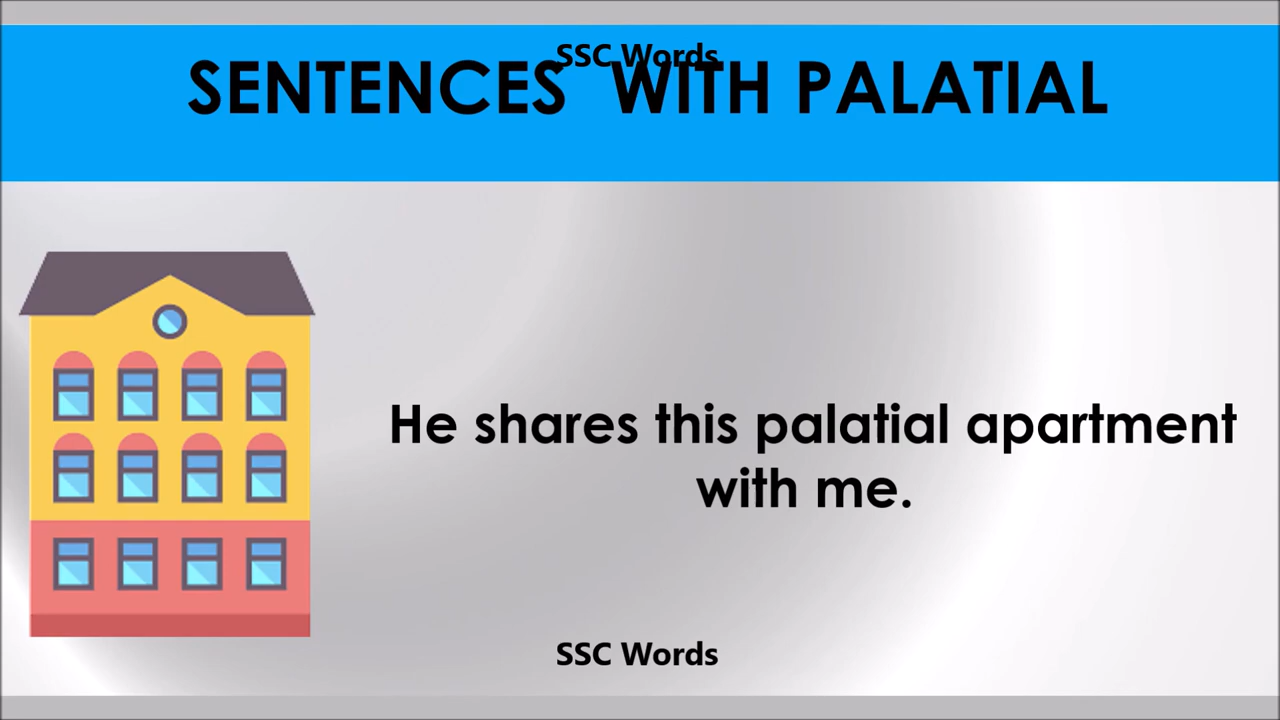 SSC Words
SENTENCES WITH PALATIAL
He shares this palatial apartment
with me.
SSC Words